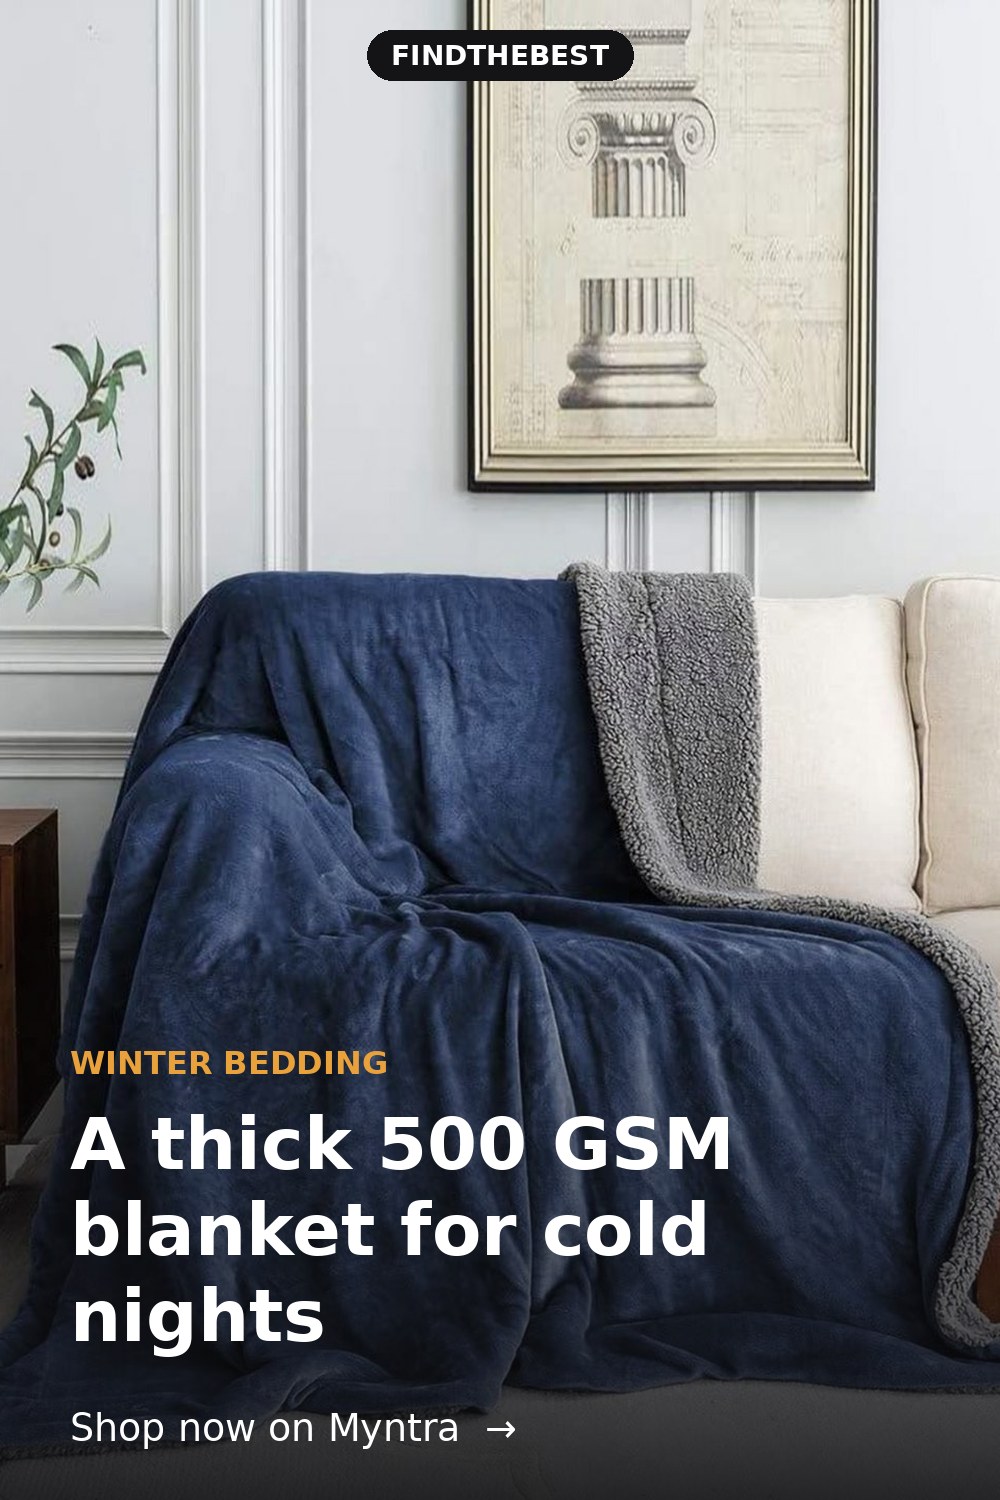 FINDTHEBEST
WINTER BEDDING
A thick 500 GSM
blanket for cold
nights
Shop now on Myntra →